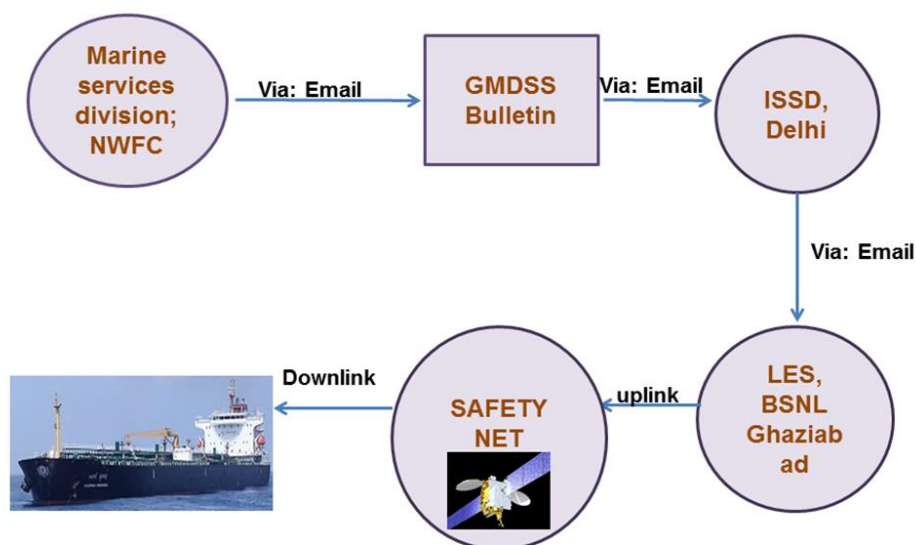 Marine
services
division;
NWFC
Via: Email
GMDSS
Bulletin
Via: Email
ISSD,
Delhi
Via: Email
LES,
BSNL
Ghaziab
ad
uplink
SAFETY
NET
Downlink